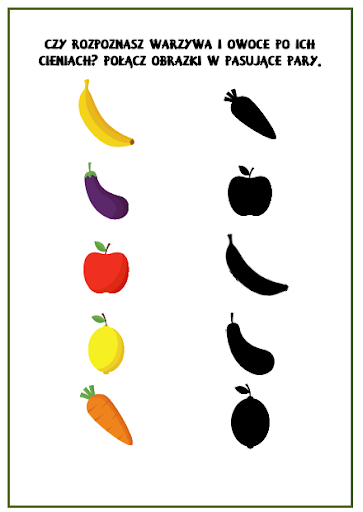 CZY ROZPOZNASZ WARZYWA I OWOCE PO ICH
CIENIACH? POŁĄCZ OBRAZKI W PASUJĄCE PARY.